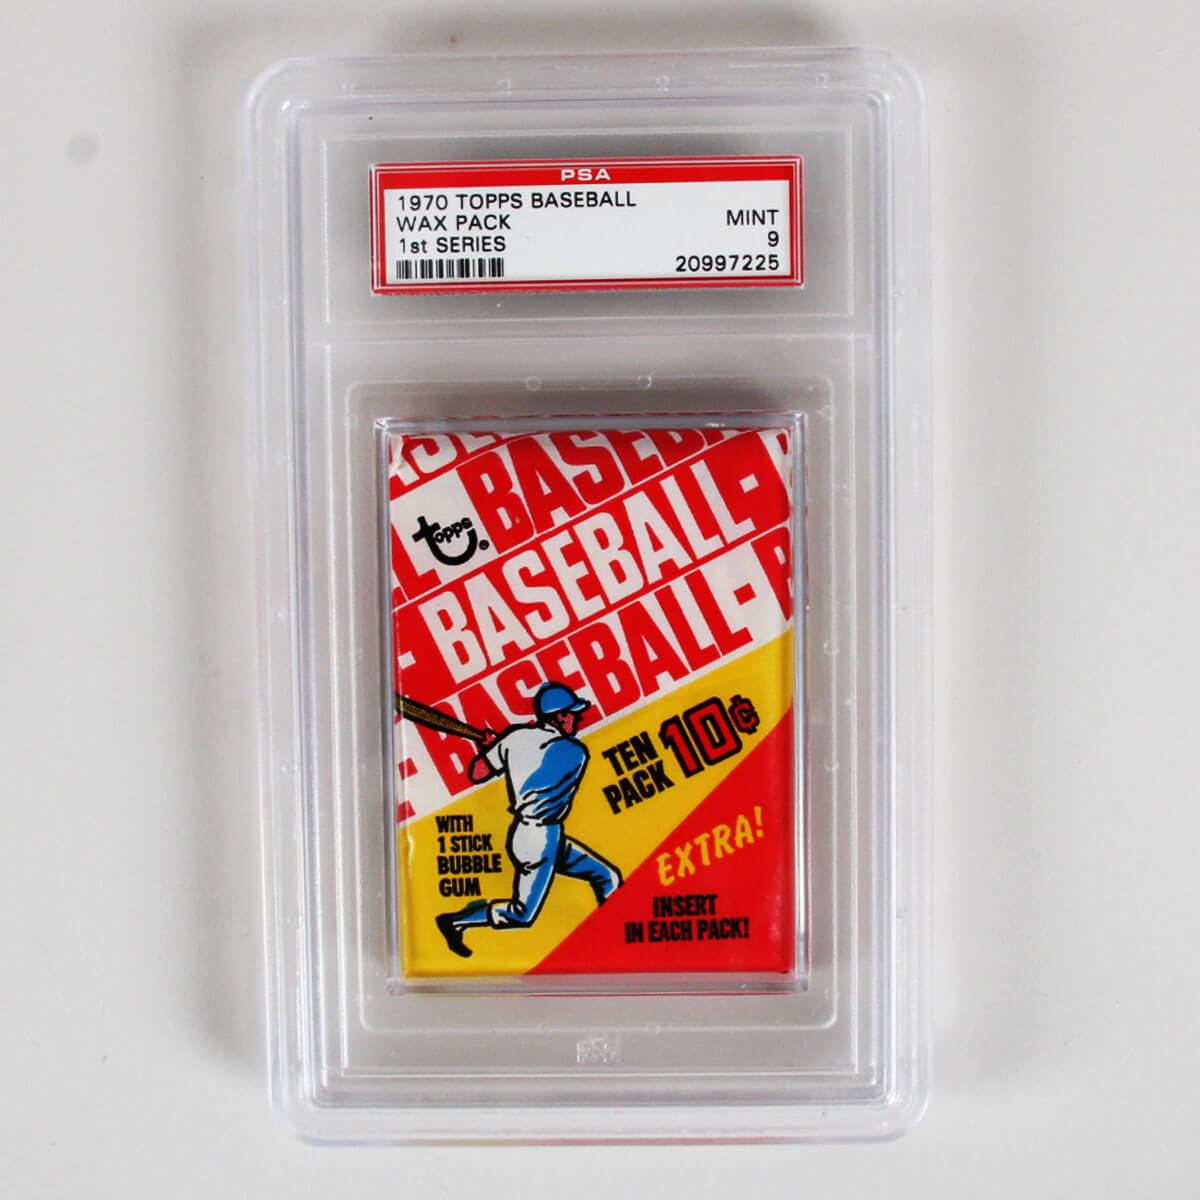 PSA
1970 TOPPS BASEBALL
WAX PACK
MINT
1st SERIES
9
20997225
BASEBALL
Topps
BASEBALL-
BASEBALL-
TEN PACK 10¢
WITH
1 STICK
BUBBLE
GUM
EXTRA!
INSERT
IN EACH PACK!